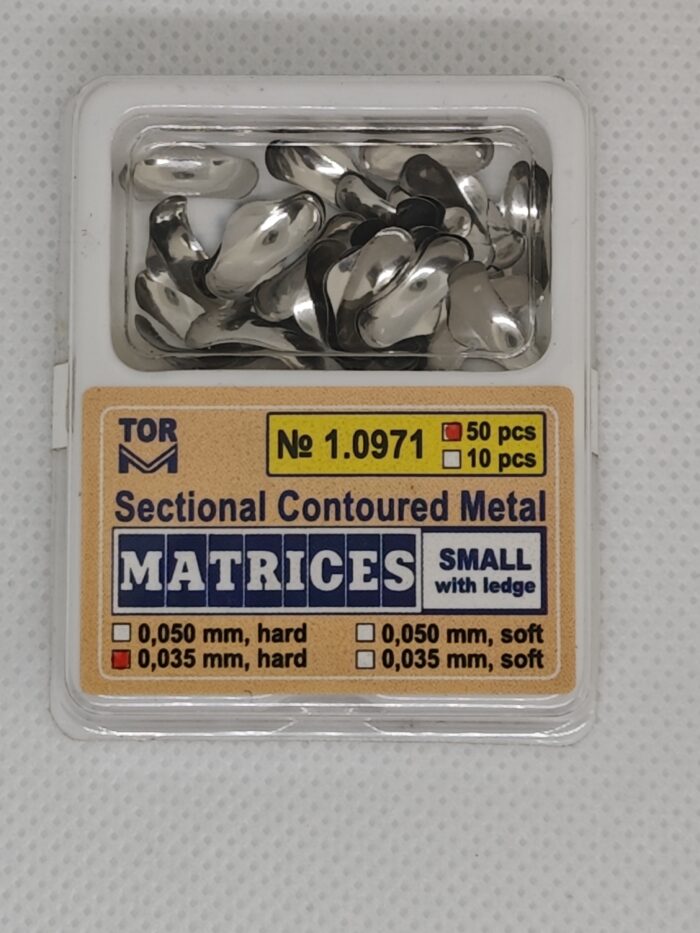 TOR
M
№ 1.0971
50 pcs
10 pcs
Sectional Contoured Metal
MATRICES
SMALL
with ledge
0,050 mm, hard
0,050 mm, soft
0,035 mm, hard
0,035 mm, soft